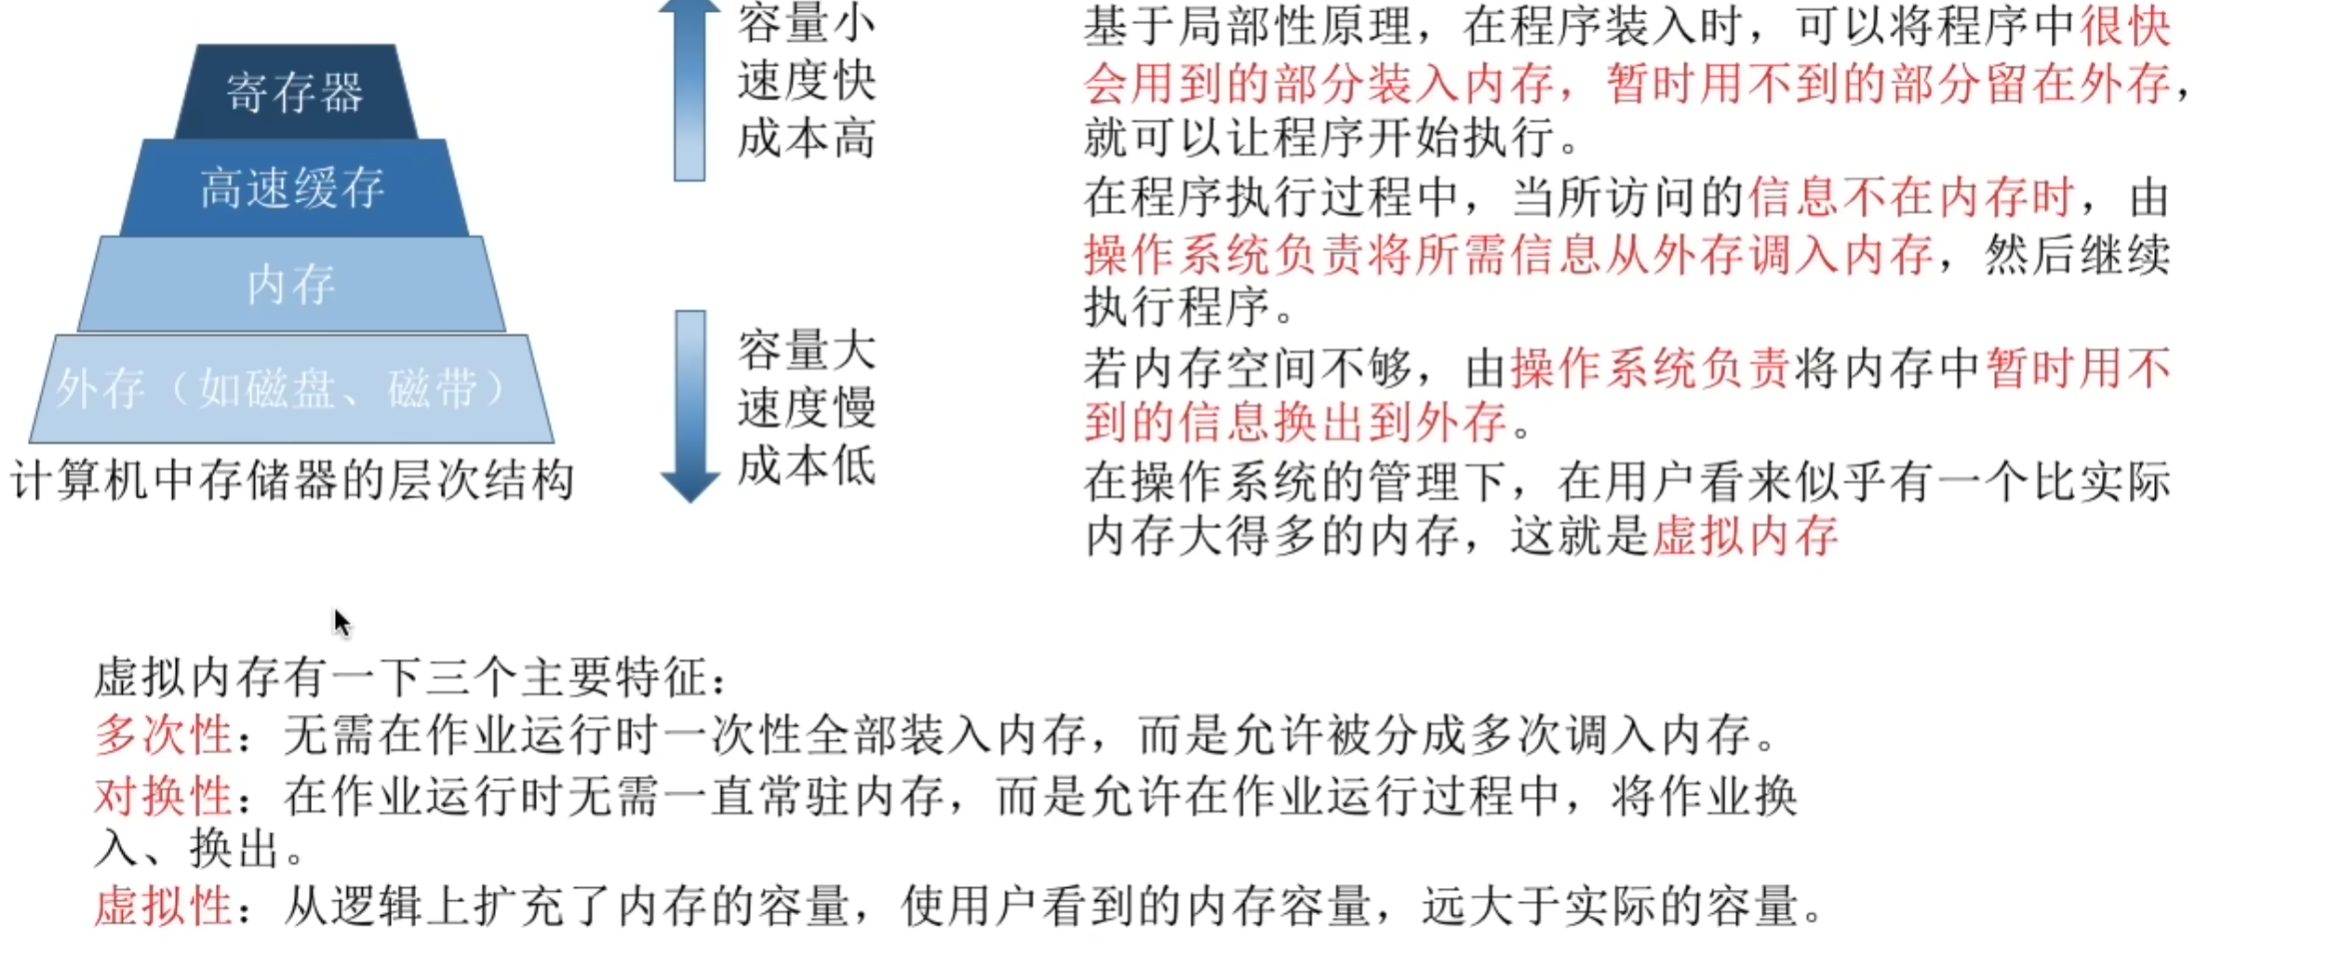 寄存器
高速缓存
内存
外存（如磁盘、磁带）
计算机中存储器的层次结构
容量小
速度快
成本高
容量大
速度慢
成本低
基于局部性原理，在程序装入时，可以将程序中很快
会用到的部分装入内存，暂时用不到的部分留在外存，
就可以让程序开始执行。
在程序执行过程中，当所访问的信息不在内存时，由
操作系统负责将所需信息从外存调入内存，然后继续
执行程序。
若内存空间不够，由操作系统负责将内存中暂时用不
到的信息换出到外存。
在操作系统的管理下，在用户看来似乎有一个比实际
内存大得多的内存，这就是虚拟内存
虚拟内存有一下三个主要特征：
多次性：无需在作业运行时一次性全部装入内存，而是允许被分成多次调入内存。
对换性：在作业运行时无需一直常驻内存，而是允许在作业运行过程中，将作业换
入、换出。
虚拟性：从逻辑上扩充了内存的容量，使用户看到的内存容量，远大于实际的容量。